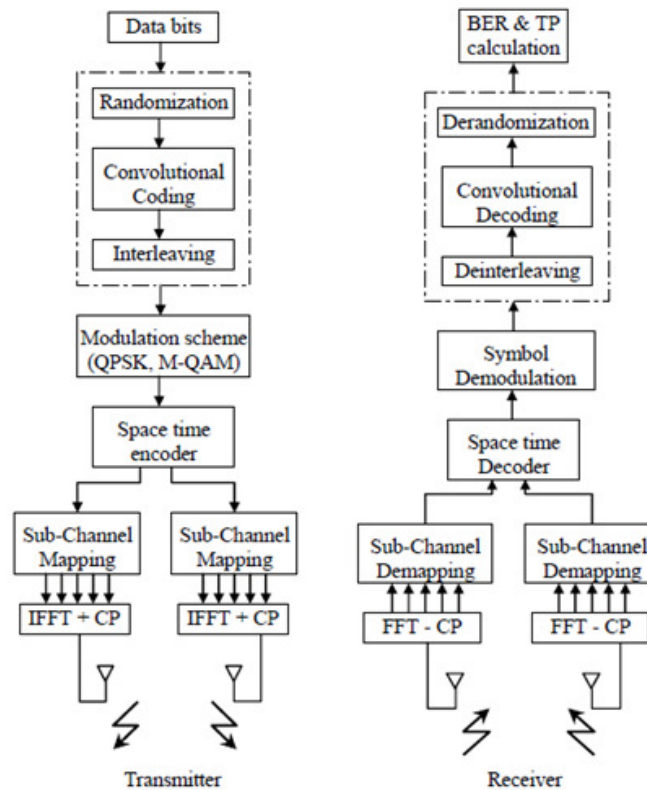 Data bits
Randomization
Convolutional
Coding
Interleaving
Modulation scheme
(QPSK, M-QAM)
Space time
encoder
Sub-Channel
Mapping
Sub-Channel
Mapping
IFFT + CP
IFFT + CP
Transmitter
BER & TP
calculation
Derandomization
Convolutional
Decoding
Deinterleaving
Symbol
Demodulation
Space time
Decoder
Sub-Channel
Demapping
Sub-Channel
Demapping
FFT - CP
FFT - CP
Receiver